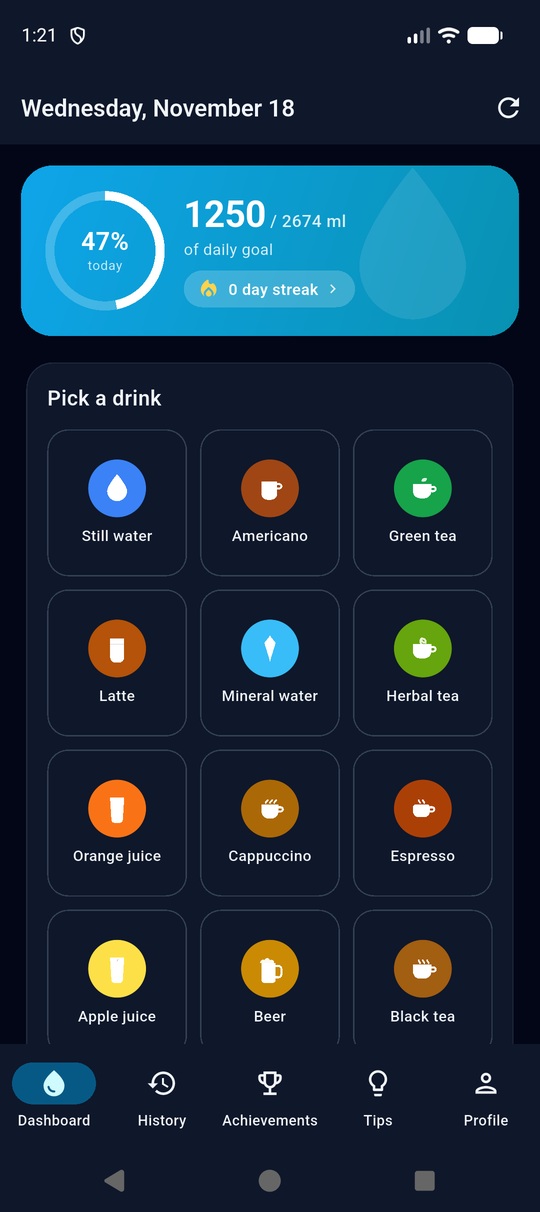 1:21
Wednesday, November 18
47%
today
1250 / 2674 ml
of daily goal
0 day streak
Pick a drink
Still water
Americano
Green tea
Latte
Mineral water
Herbal tea
Orange juice
Cappuccino
Espresso
Apple juice
Beer
Black tea
Dashboard
History
Achievements
Tips
Profile